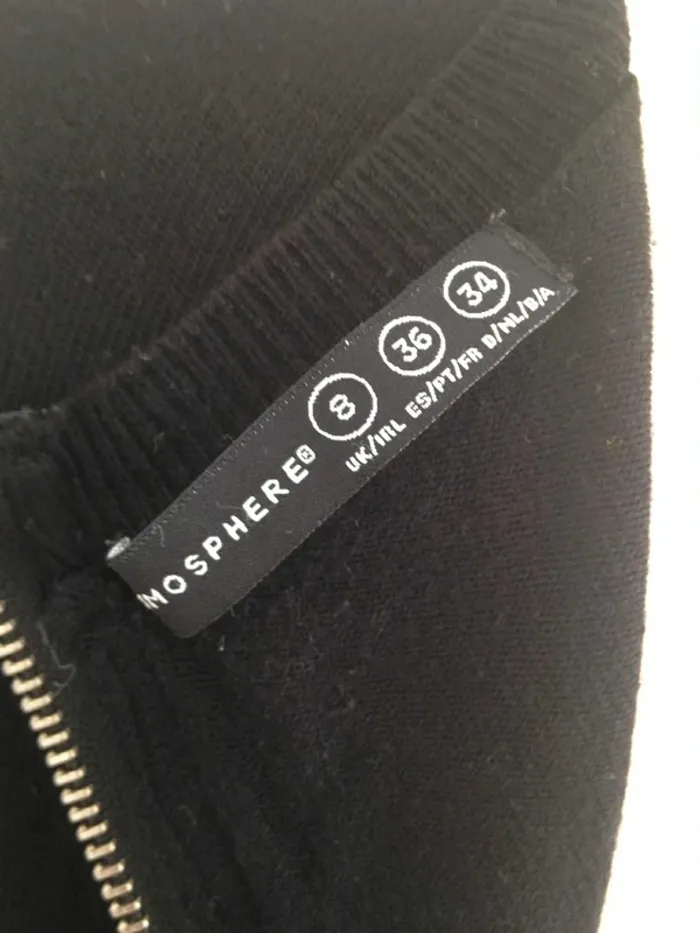 MOSPHERE®
8 36 34
UK/IRL ES/PT/FR D/NL/B/A